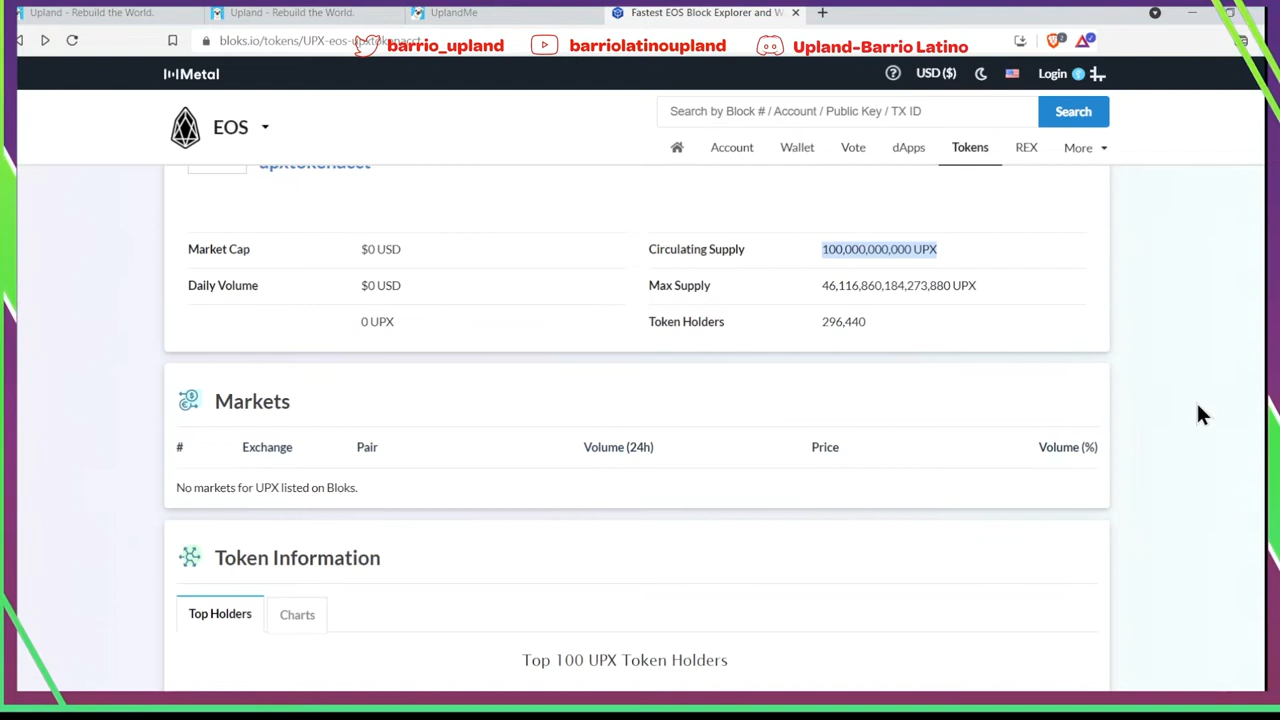 Upland - Rebuild the World.
Upland - Rebuild the World.
UplandMe
Fastest EOS Block Explorer and W
bloks.io/tokens/UPX-eos-upxtokenacct
barrio_upland
barriolatinoupland
Upland-Barrio Latino
Metal
USD ($)
Login
EOS
Search by Block # / Account / Public Key / TX ID
Search
Account
Wallet
Vote
dApps
Tokens
REX
More
upxtokenacct
Market Cap
$0 USD
Circulating Supply
100,000,000,000 UPX
Daily Volume
$0 USD
Max Supply
46,116,860,184,273,880 UPX
0 UPX
Token Holders
296,440
Markets
#
Exchange
Pair
Volume (24h)
Price
Volume (%)
No markets for UPX listed on Bloks.
Token Information
Top Holders
Charts
Top 100 UPX Token Holders